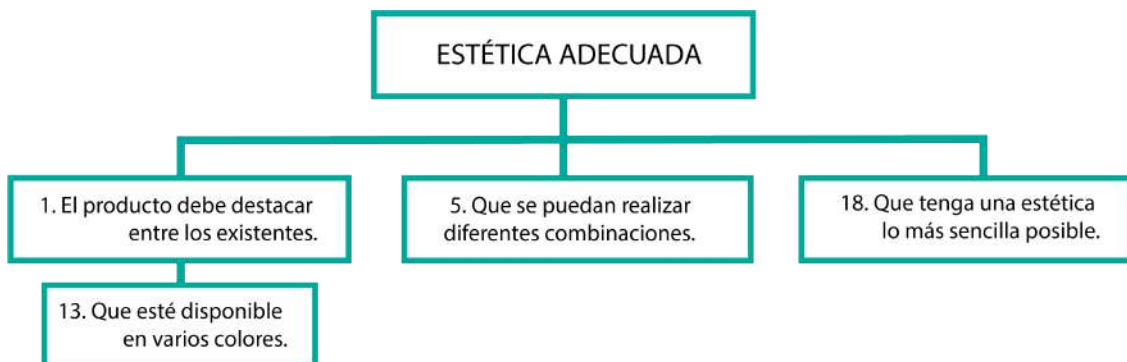 ESTÉTICA ADECUADA
1. El producto debe destacar
entre los existentes.
5. Que se puedan realizar
diferentes combinaciones.
18. Que tenga una estética
lo más sencilla posible.
13. Que esté disponible
en varios colores.